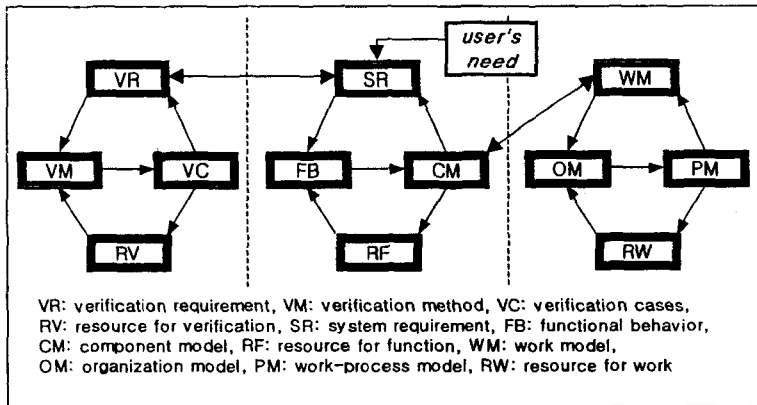 user's
need
VR
SR
WM
VM
VC
FB
CM
OM
PM
RV
RF
RW
VR: verification requirement, VM: verification method, VC: verification cases,
RV: resource for verification, SR: system requirement, FB: functional behavior,
CM: component model, RF: resource for function, WM: work model,
OM: organization model, PM: work-process model, RW: resource for work